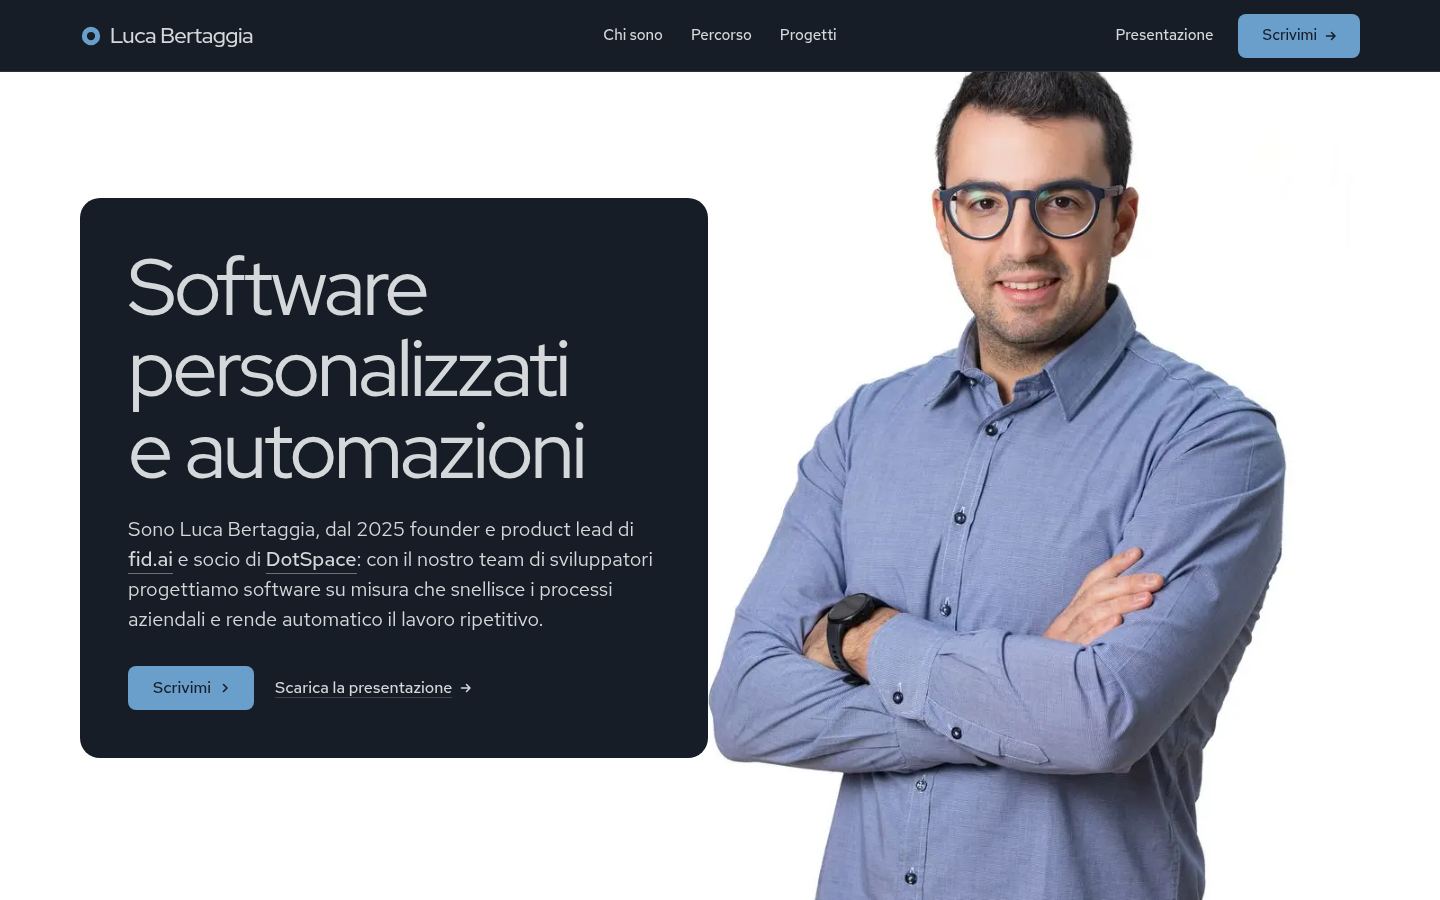 Luca Bertaggia
Chi sono
Percorso
Progetti
Presentazione
Scrivimi →
Software
personalizzati
e automazioni
Sono Luca Bertaggia, dal 2025 founder e product lead di
fid.ai e socio di DotSpace: con il nostro team di sviluppatori
progettiamo software su misura che snellisce i processi
aziendali e rende automatico il lavoro ripetitivo.
Scrivimi ›
Scarica la presentazione →